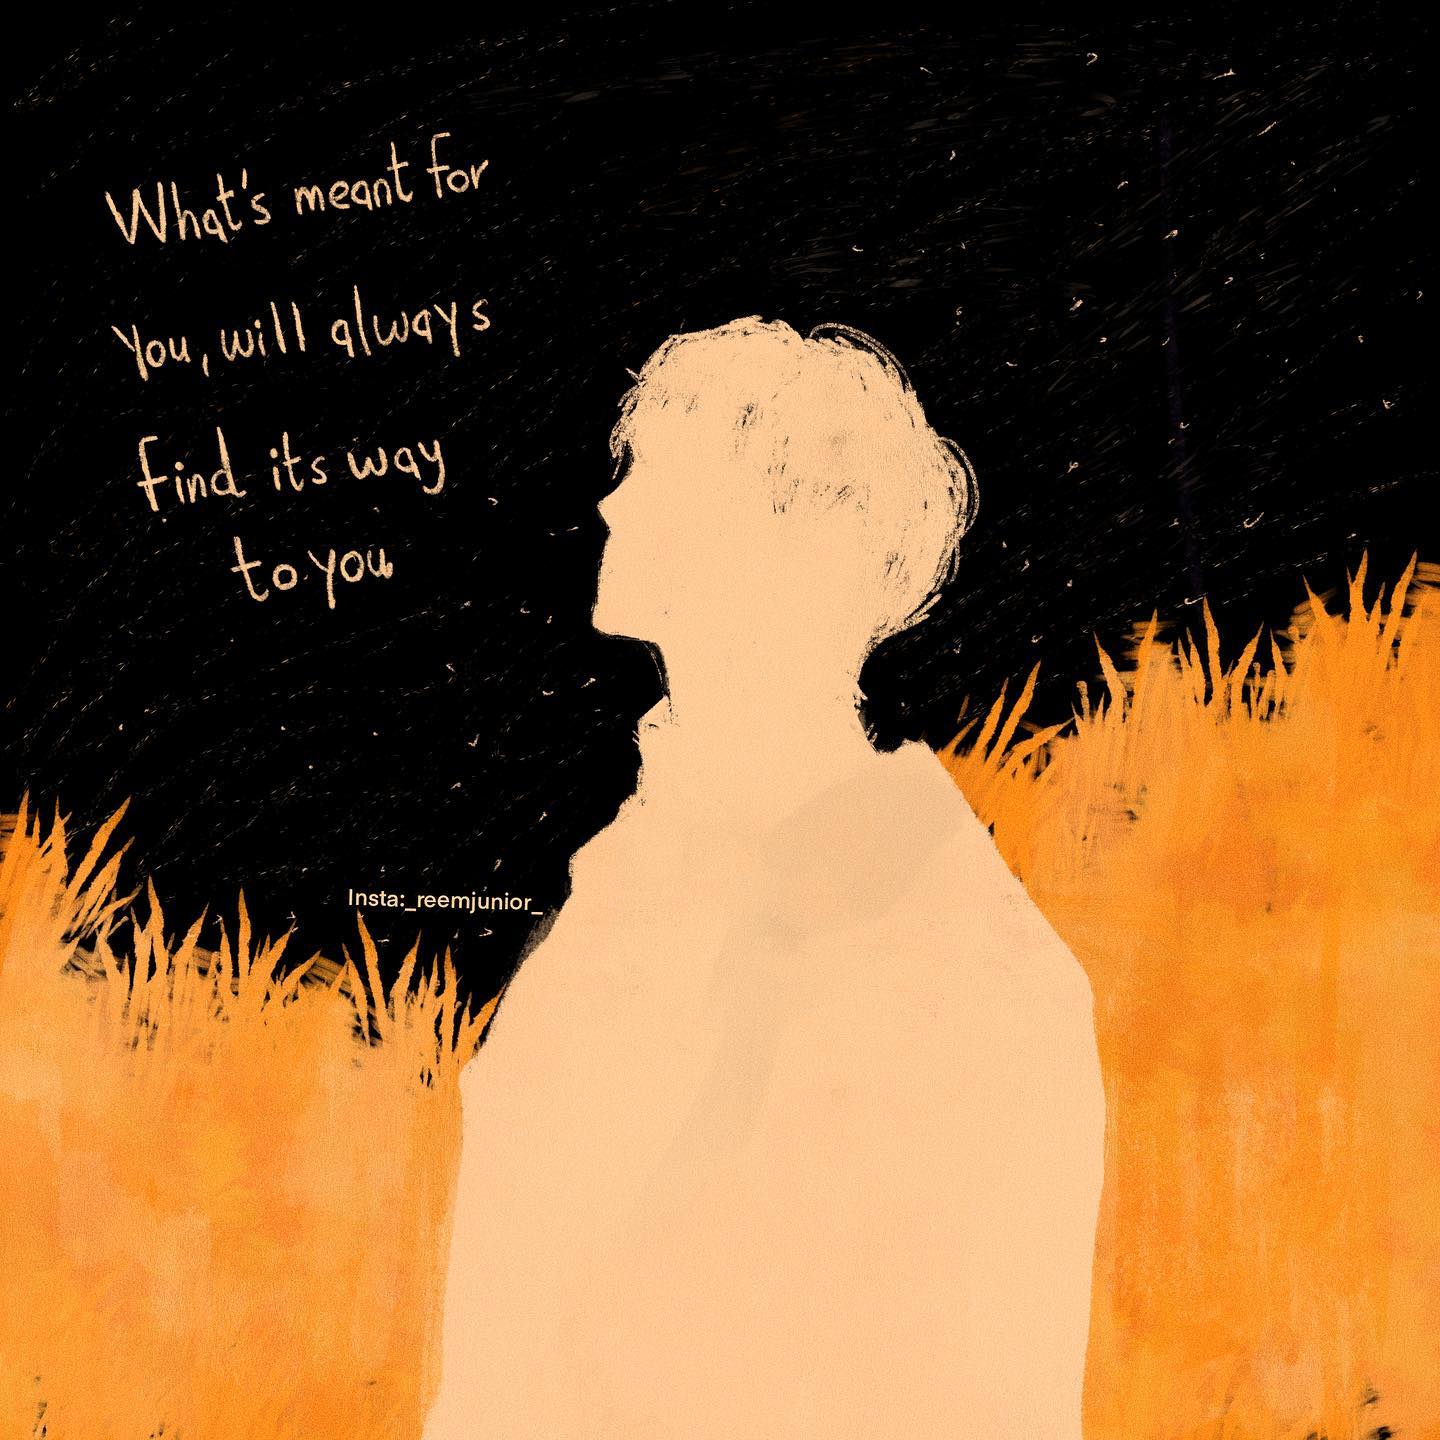 What's meant for
You, will always
Find its way
to you
Insta:_reemjunior_